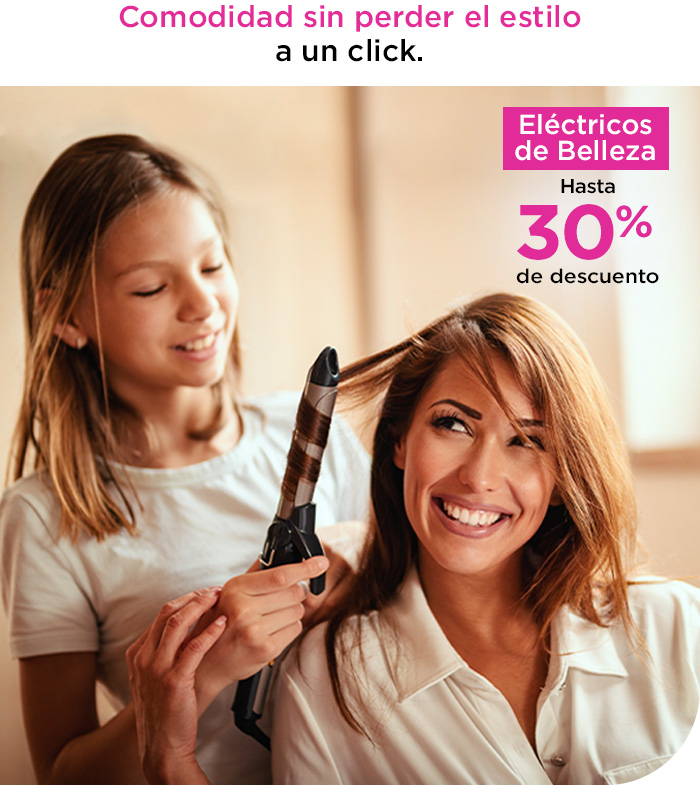 Comodidad sin perder el estilo
a un click.
Eléctricos
de Belleza
Hasta
30%
de descuento